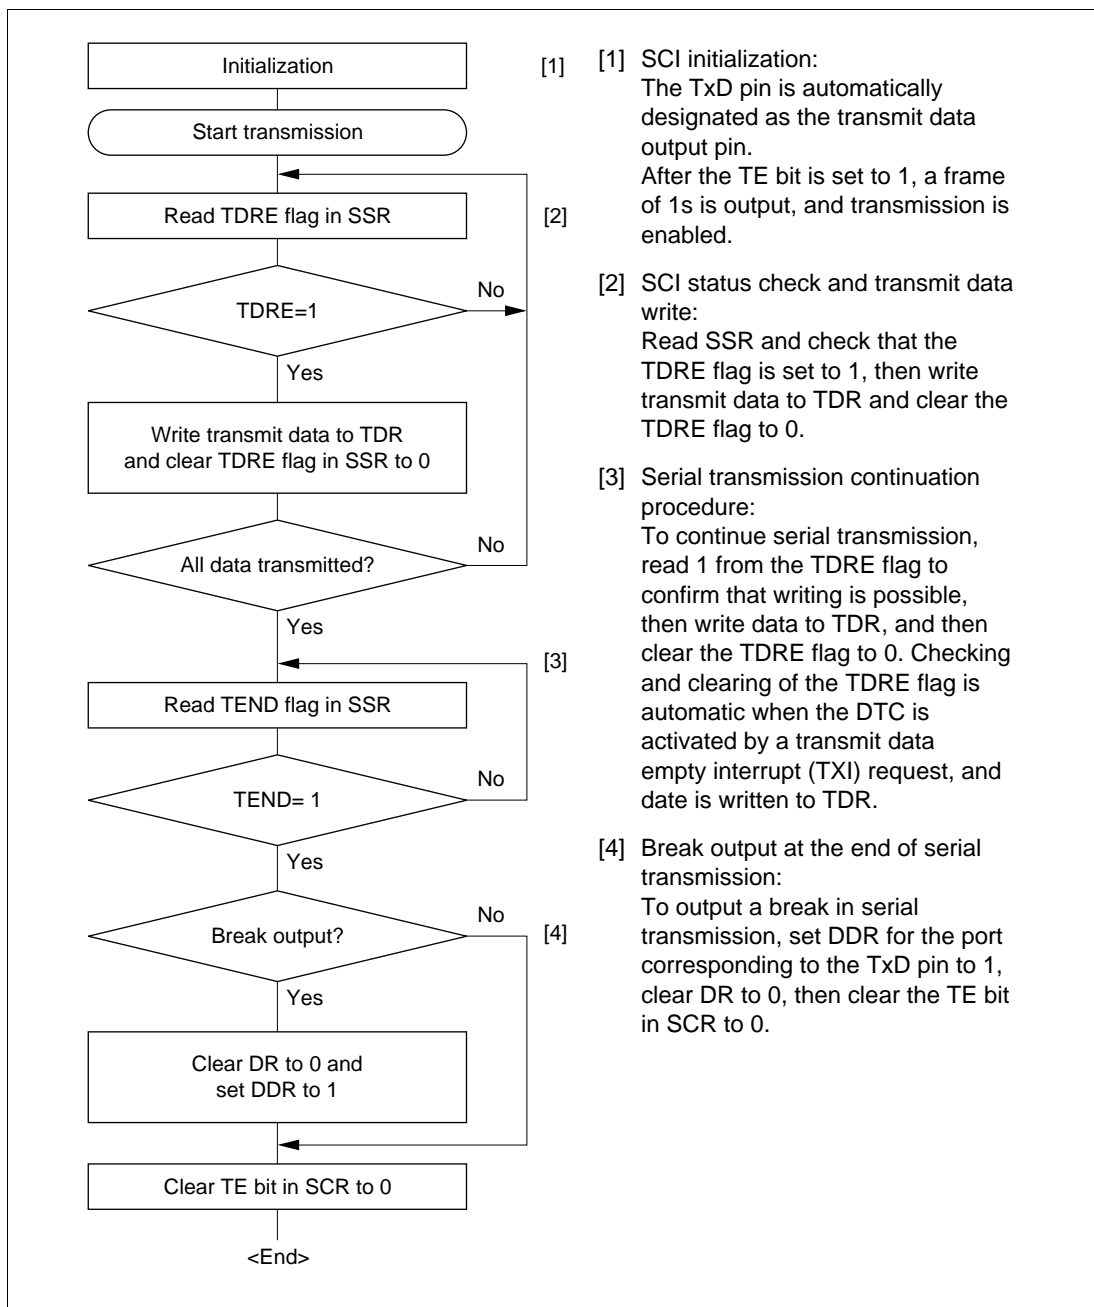 Initialization
[1]
Start transmission
Read TDRE flag in SSR
[2]
TDRE=1
No
Yes
Write transmit data to TDR
and clear TDRE flag in SSR to 0
All data transmitted?
No
Yes
[3]
Read TEND flag in SSR
TEND= 1
No
Yes
Break output?
No
[4]
Yes
Clear DR to 0 and
set DDR to 1
Clear TE bit in SCR to 0
<End>
[1] SCI initialization:
The TxD pin is automatically
designated as the transmit data
output pin.
After the TE bit is set to 1, a frame
of 1s is output, and transmission is
enabled.
[2] SCI status check and transmit data
write:
Read SSR and check that the
TDRE flag is set to 1, then write
transmit data to TDR and clear the
TDRE flag to 0.
[3] Serial transmission continuation
procedure:
To continue serial transmission,
read 1 from the TDRE flag to
confirm that writing is possible,
then write data to TDR, and then
clear the TDRE flag to 0. Checking
and clearing of the TDRE flag is
automatic when the DTC is
activated by a transmit data
empty interrupt (TXI) request, and
date is written to TDR.
[4] Break output at the end of serial
transmission:
To output a break in serial
transmission, set DDR for the port
corresponding to the TxD pin to 1,
clear DR to 0, then clear the TE bit
in SCR to 0.